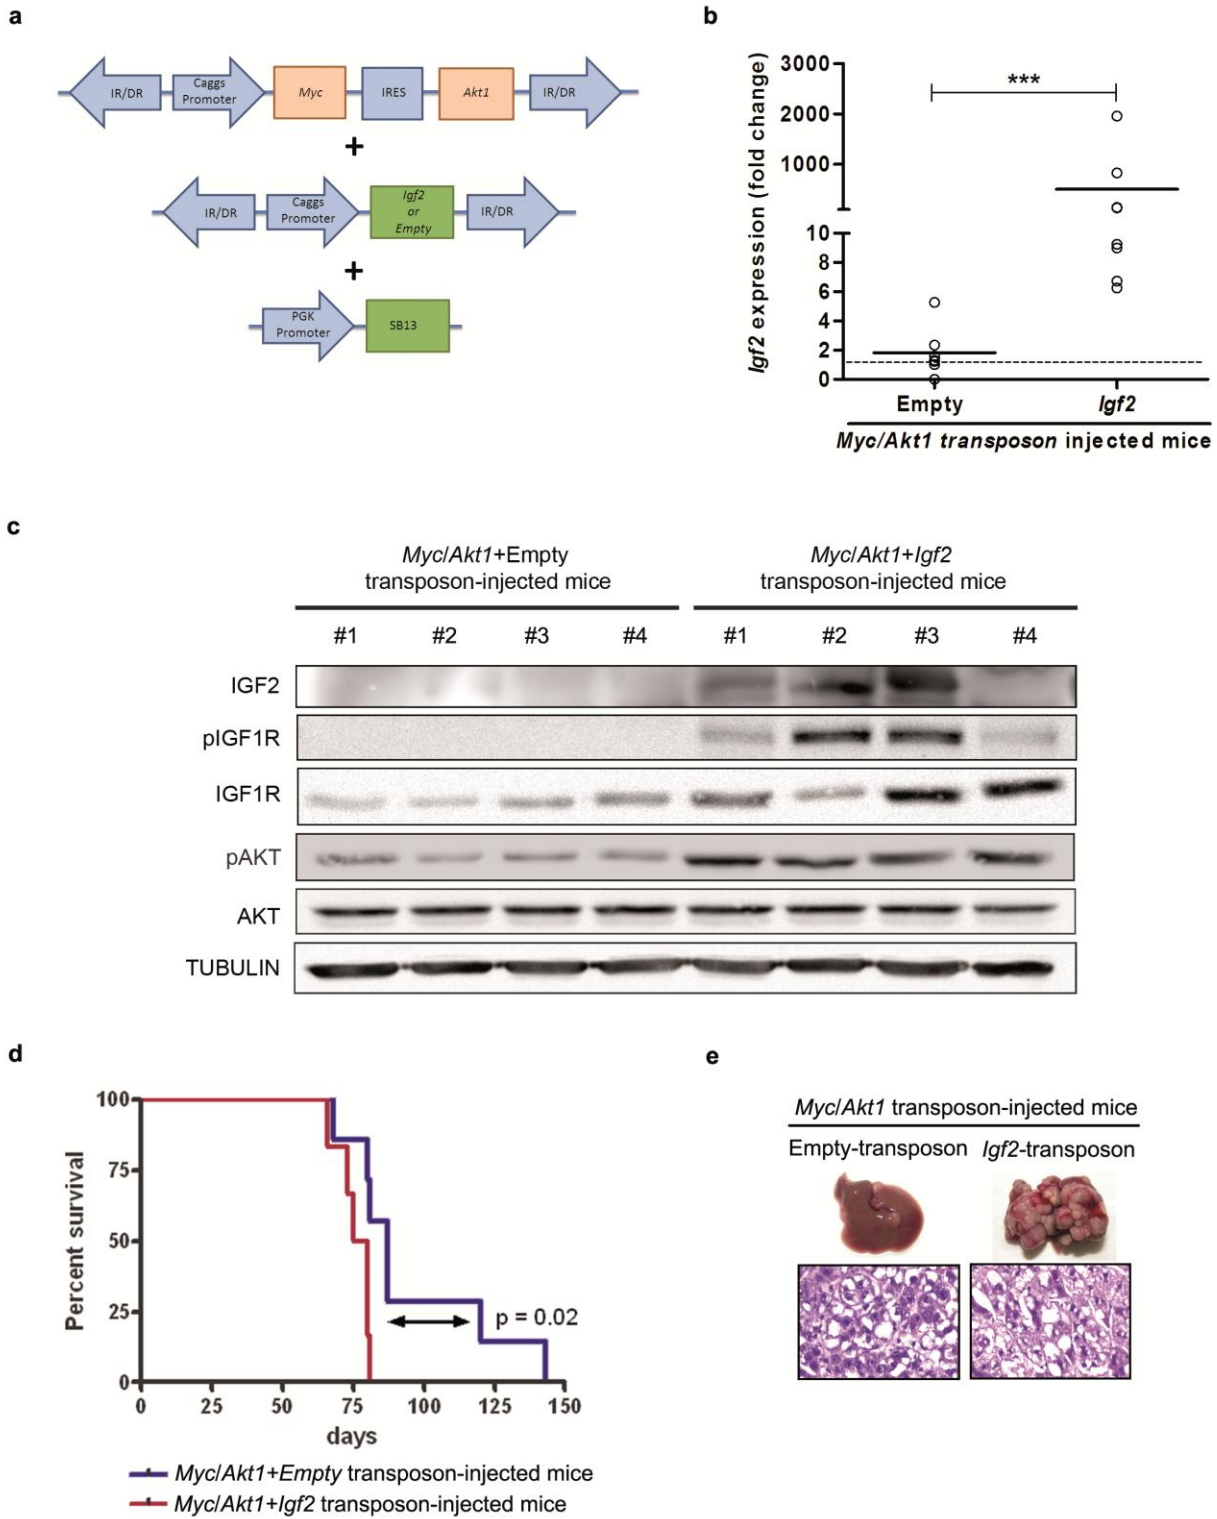 a
IR/DR
Caggs
Promoter
Myc
IRES
Akt1
IR/DR
+
IR/DR
Caggs
Promoter
Igf2
or
Empty
IR/DR
+
PGK
Promoter
SB13
b
Igf2 expression (fold change)
3000
2000
1000
10
8
6
4
2
0
***
Empty
Igf2
Myc/Akt1 transposon injected mice
c
Myc/Akt1+Empty
transposon-injected mice
Myc/Akt1+Igf2
transposon-injected mice
#1 #2 #3 #4 #1 #2 #3 #4
IGF2
pIGF1R
IGF1R
pAKT
AKT
TUBULIN
d
Percent survival
100
75
50
25
0
p = 0.02
0 25 50 75 100 125 150
days
Myc/Akt1+Empty transposon-injected mice
Myc/Akt1+Igf2 transposon-injected mice
e
Myc/Akt1 transposon-injected mice
Empty-transposon Igf2-transposon